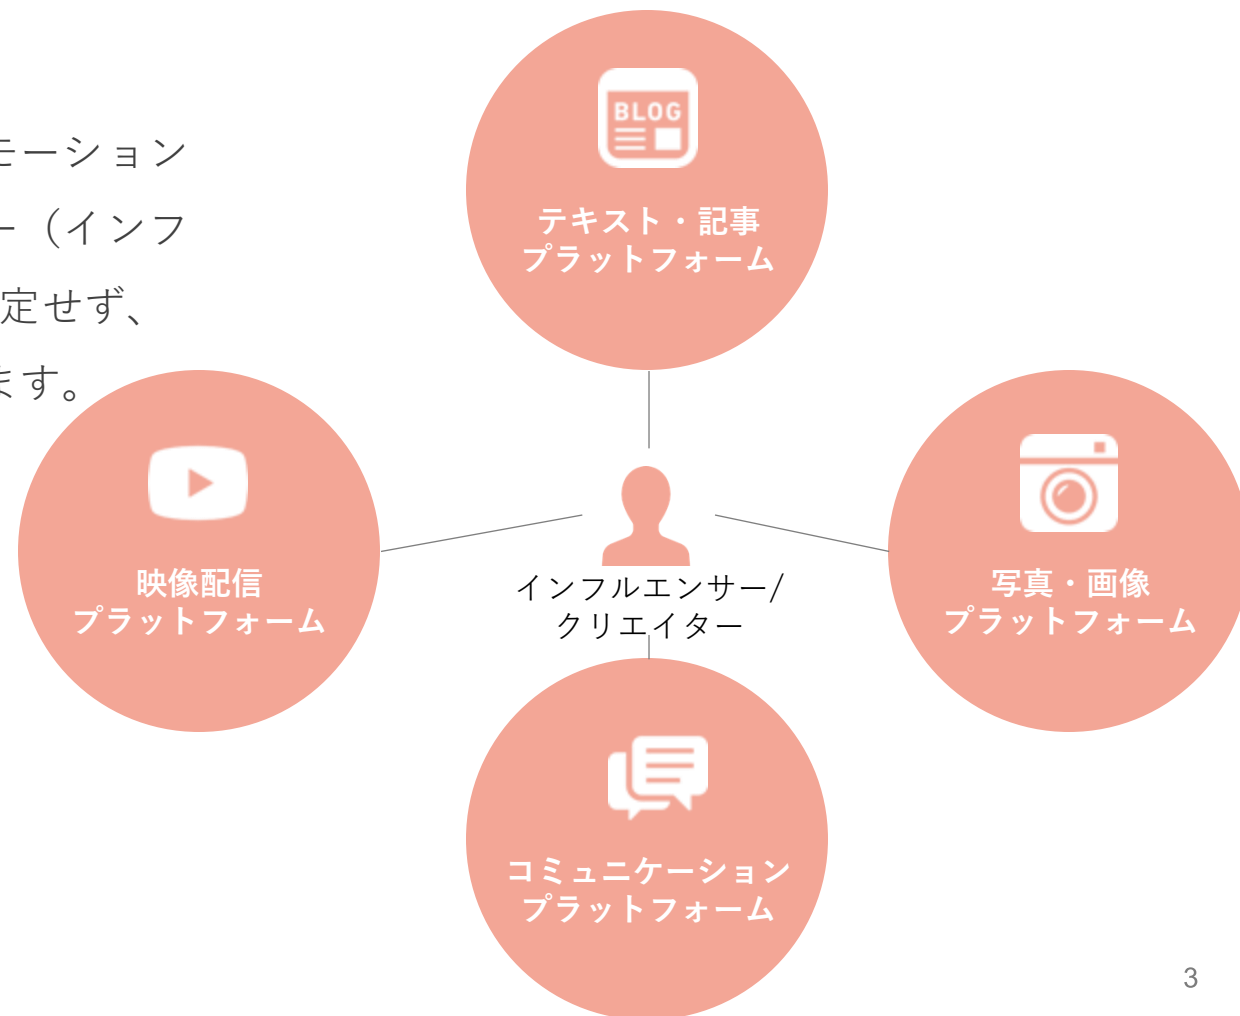 モーション
ー（インフ
定せず、
ます。
BLOG
テキスト・記事
プラットフォーム
映像配信
プラットフォーム
インフルエンサー/
クリエイター
写真・画像
プラットフォーム
コミュニケーション
プラットフォーム
3